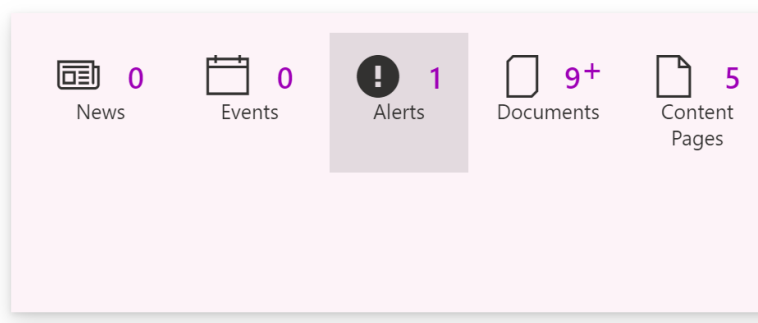 0
News
0
Events
1
Alerts
9+
Documents
5
Content
Pages